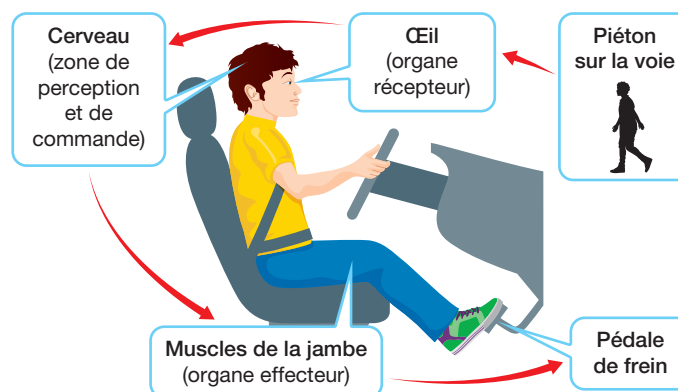 Cerveau
(zone de
perception
et de
commande)
Œil
(organe
récepteur)
Piéton
sur la voie
Muscles de la jambe
(organe effecteur)
Pédale
de frein